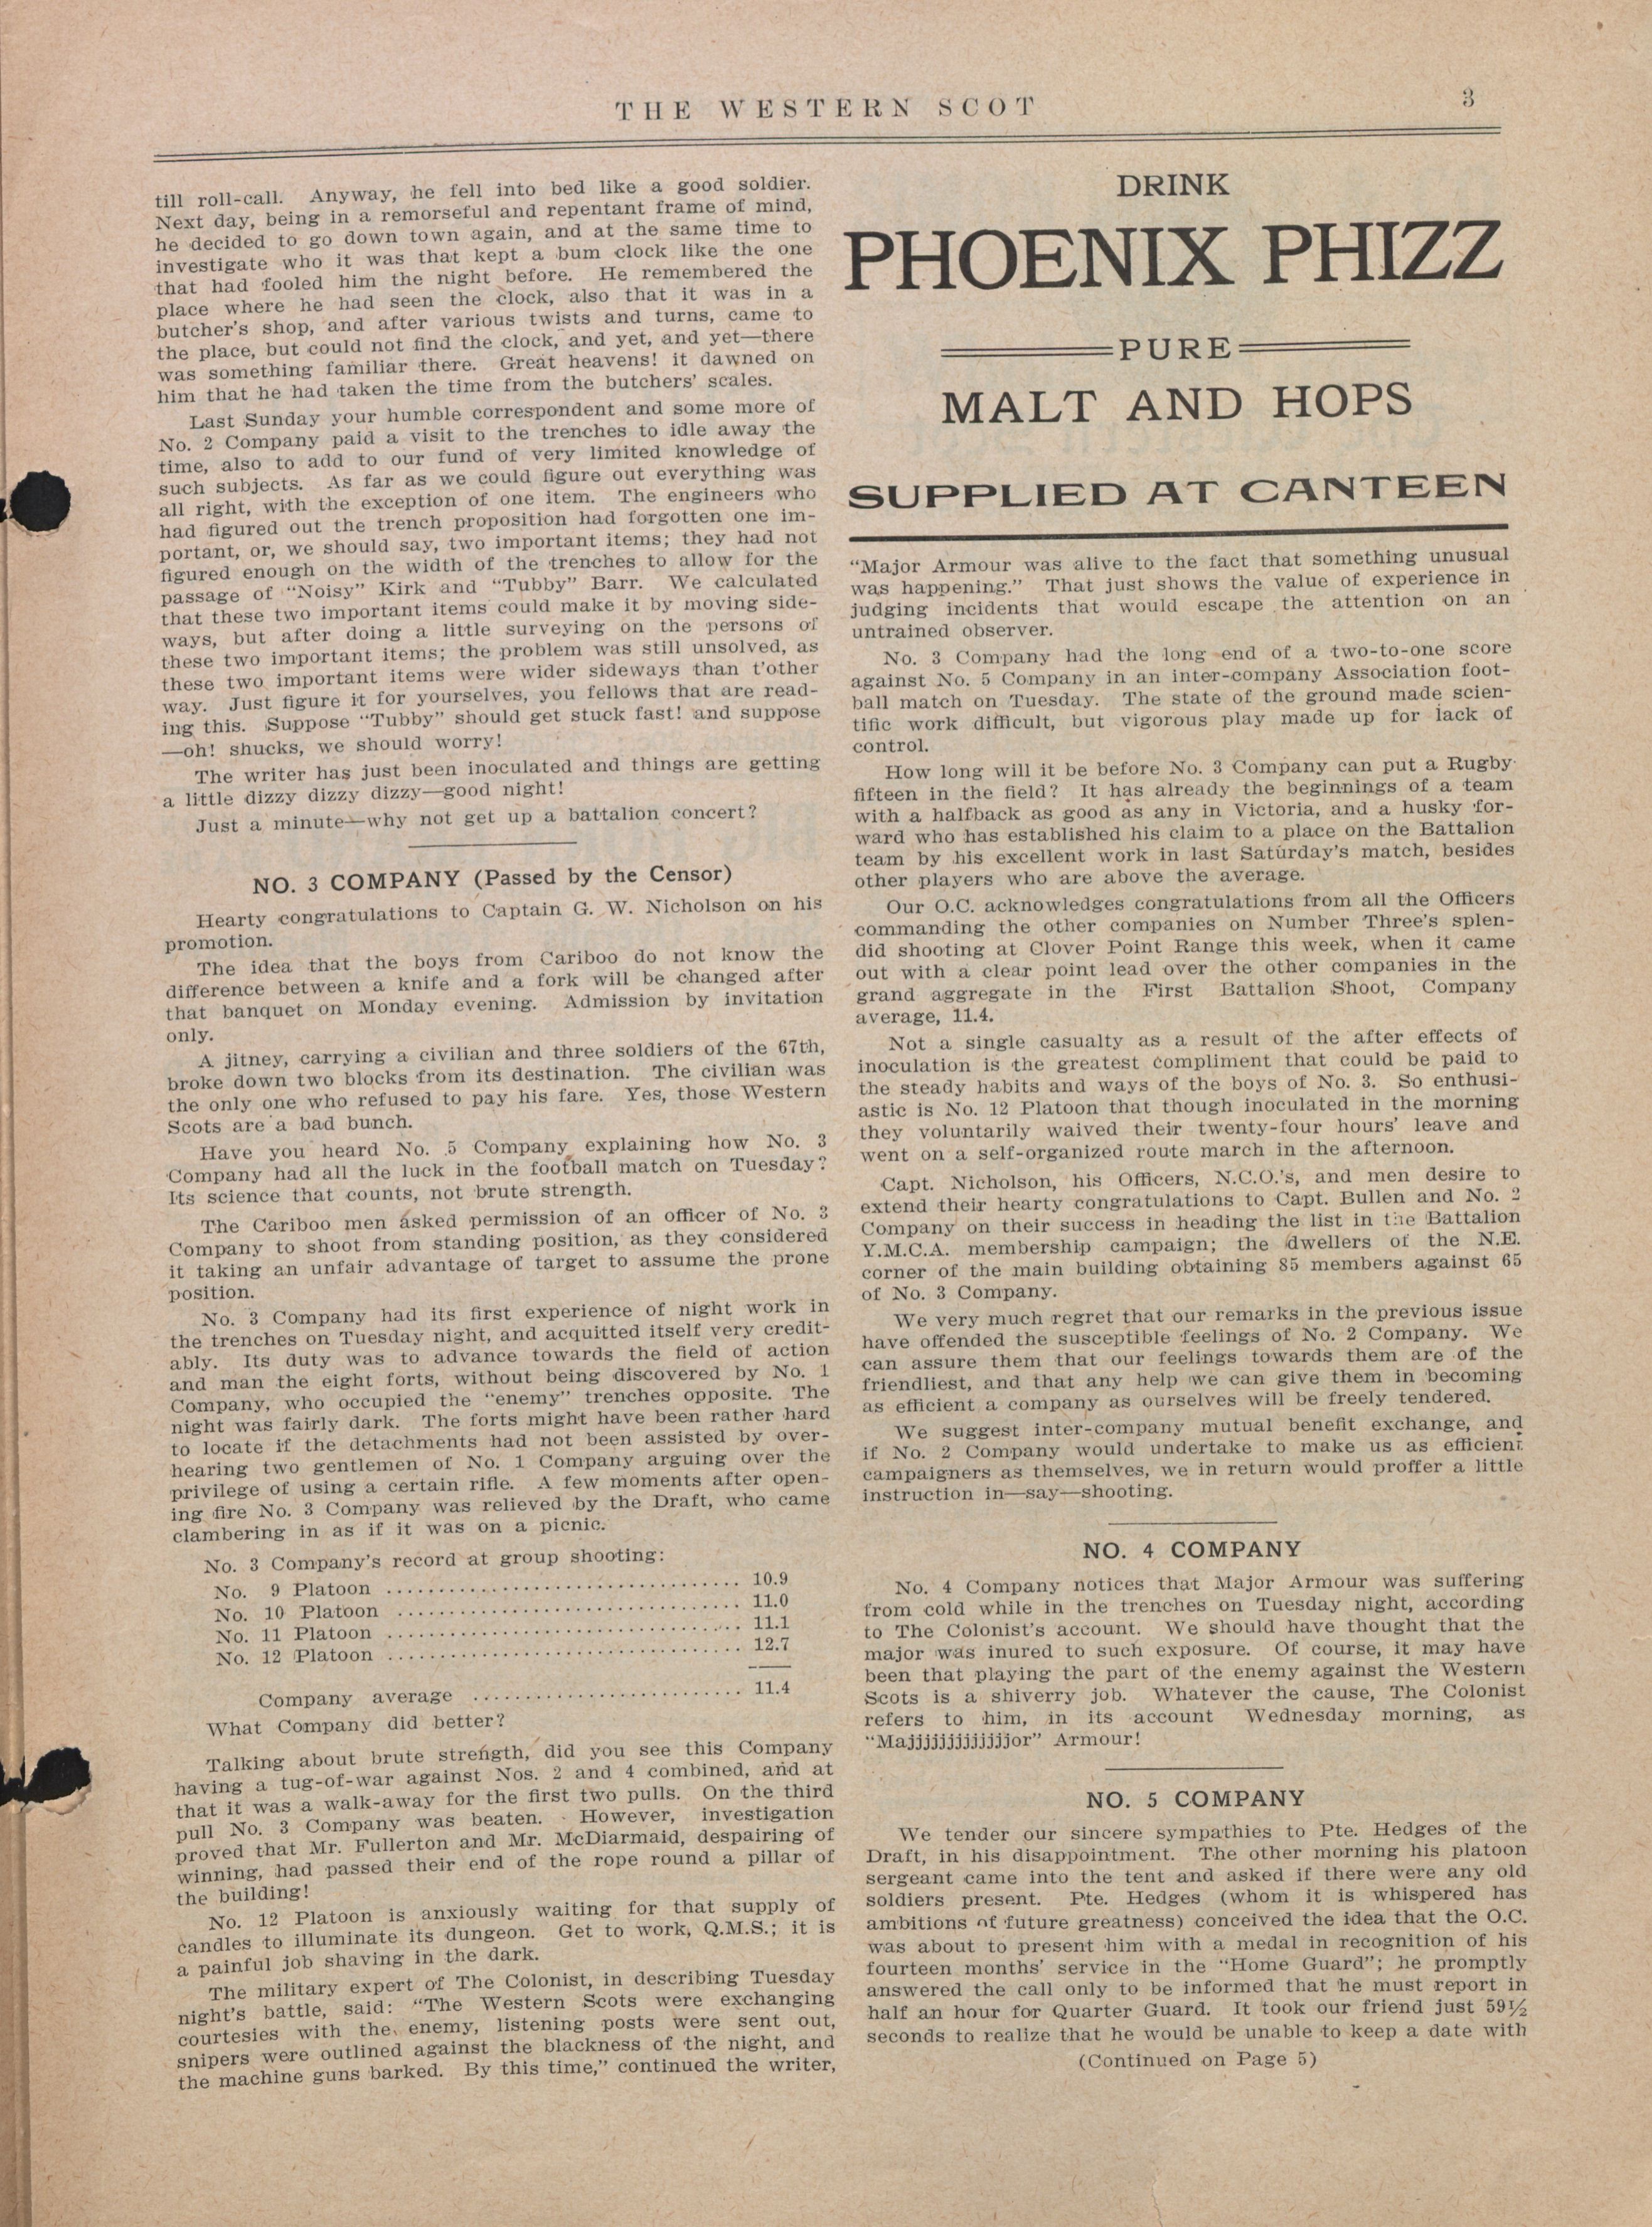 THE WESTERN SCOT
3
till roll-call. Anyway, he fell into bed like a good soldier.
Next day, being in a remorseful and repentant frame of mind,
he decided to go down town again, and at the same time to
investigate who it was that kept a bum clock like the one
that had fooled him the night before. He remembered the
place where he had seen the clock, also that it was in a
butcher's shop, and after various twists and turns, came to
the place, but could not find the clock, and yet, and yet—there
was something familiar there. Great heavens! it dawned on
him that he had taken the time from the butchers' scales.
Last Sunday your humble correspondent and some more of
No. 2 Company paid a visit to the trenches to idle away the
time, also to add to our fund of very limited knowledge of
such subjects. As far as we could figure out everything was
all right, with the exception of one item. The engineers who
had figured out the trench proposition had forgotten one im-
portant, or, we should say, two important items; they had not
figured enough on the width of the trenches to allow for the
passage of "Noisy" Kirk and "Tubby" Barr. We calculated
that these two important items could make it by moving side-
ways, but after doing a little surveying on the persons of
these two important items; the problem was still unsolved, as
these two important items were wider sideways than t'other
way. Just figure it for yourselves, you fellows that are read-
ing this. Suppose "Tubby" should get stuck fast! and suppose
—oh! shucks, we should worry!
The writer has just been inoculated and things are getting
a little dizzy dizzy dizzy—good night!
Just a minute—why not get up a battalion concert?
NO. 3 COMPANY (Passed by the Censor)
Hearty congratulations to Captain G. W. Nicholson on his
promotion.
The idea that the boys from Cariboo do not know the
difference between a knife and a fork will be changed after
that banquet on Monday evening. Admission by invitation
only.
A jitney, carrying a civilian and three soldiers of the 67th,
broke down two blocks from its destination. The civilian was
the only one who refused to pay his fare. Yes, those Western
Scots are a bad bunch.
Have you heard No. 5 Company explaining how No. 3
Company had all the luck in the football match on Tuesday?
Its science that counts, not brute strength.
The Cariboo men asked permission of an officer of No. 3
Company to shoot from standing position, as they considered
it taking an unfair advantage of target to assume the prone
position.
No. 3 Company had its first experience of night work in
the trenches on Tuesday night, and acquitted itself very credit-
ably. Its duty was to advance towards the field of action
and man the eight forts, without being discovered by No. 1
Company, who occupied the "enemy" trenches opposite. The
night was fairly dark. The forts might have been rather hard
to locate if the detachments had not been assisted by over-
hearing two gentlemen of No. 1 Company arguing over the
privilege of using a certain rifle. A few moments after open-
ing fire No. 3 Company was relieved by the Draft, who came
clambering in as if it was on a picnic.
No. 3 Company's record at group shooting:
No. 9 Platoon .................................... 10.9
No. 10 Platoon ................................... 11.0
No. 11 Platoon .................................... 11.1
No. 12 Platoon .................................... 12.7
Company average ........................... 11.4
What Company did better?
Talking about brute strength, did you see this Company
having a tug-of-war against Nos. 2 and 4 combined, and at
that it was a walk-away for the first two pulls. On the third
pull No. 3 Company was beaten. However, investigation
proved that Mr. Fullerton and Mr. McDiarmaid, despairing of
winning, had passed their end of the rope round a pillar of
the building!
No. 12 Platoon is anxiously waiting for that supply of
candles to illuminate its dungeon. Get to work, Q.M.S.; it is
a painful job shaving in the dark.
The military expert of The Colonist, in describing Tuesday
night's battle, said: "The Western Scots were exchanging
courtesies with the enemy, listening posts were sent out,
snipers were outlined against the blackness of the night, and
the machine guns barked. By this time," continued the writer,
DRINK
PHOENIX PHIZZ
PURE
MALT AND HOPS
SUPPLIED AT CANTEEN
"Major Armour was alive to the fact that something unusual
was happening." That just shows the value of experience in
judging incidents that would escape the attention on an
untrained observer.
No. 3 Company had the long end of a two-to-one score
against No. 5 Company in an inter-company Association foot-
ball match on Tuesday. The state of the ground made scien-
tific work difficult, but vigorous play made up for lack of
control.
How long will it be before No. 3 Company can put a Rugby
fifteen in the field? It has already the beginnings of a team
with a halfback as good as any in Victoria, and a husky for-
ward who has established his claim to a place on the Battalion
team by his excellent work in last Saturday's match, besides
other players who are above the average.
Our O.C. acknowledges congratulations from all the Officers
commanding the other companies on Number Three's splen-
did shooting at Clover Point Range this week, when it came
out with a clear point lead over the other companies in the
grand aggregate in the First Battalion Shoot, Company
average, 11.4.
Not a single casualty as a result of the after effects of
inoculation is the greatest compliment that could be paid to
the steady habits and ways of the boys of No. 3. So enthusi-
astic is No. 12 Platoon that though inoculated in the morning
they voluntarily waived their twenty-four hours' leave and
went on a self-organized route march in the afternoon.
Capt. Nicholson, his Officers, N.C.O.'s, and men desire to
extend their hearty congratulations to Capt. Bullen and No. 2
Company on their success in heading the list in the Battalion
Y.M.C.A. membership campaign; the dwellers of the N.E.
corner of the main building obtaining 85 members against 65
of No. 3 Company.
We very much regret that our remarks in the previous issue
have offended the susceptible feelings of No. 2 Company. We
can assure them that our feelings towards them are of the
friendliest, and that any help we can give them in becoming
as efficient a company as ourselves will be freely tendered.
We suggest inter-company mutual benefit exchange, and
if No. 2 Company would undertake to make us as efficient
campaigners as themselves, we in return would proffer a little
instruction in—say—shooting.
NO. 4 COMPANY
No. 4 Company notices that Major Armour was suffering
from cold while in the trenches on Tuesday night, according
to The Colonist's account. We should have thought that the
major was inured to such exposure. Of course, it may have
been that playing the part of the enemy against the Western
Scots is a shiverry job. Whatever the cause, The Colonist
refers to him, in its account Wednesday morning, as
"Majjjjjjjjjjjjjjor" Armour!
NO. 5 COMPANY
We tender our sincere sympathies to Pte. Hedges of the
Draft, in his disappointment. The other morning his platoon
sergeant came into the tent and asked if there were any old
soldiers present. Pte. Hedges (whom it is whispered has
ambitions of future greatness) conceived the idea that the O.C.
was about to present him with a medal in recognition of his
fourteen months' service in the "Home Guard"; he promptly
answered the call only to be informed that he must report in
half an hour for Quarter Guard. It took our friend just 59½
seconds to realize that he would be unable to keep a date with
(Continued on Page 5)